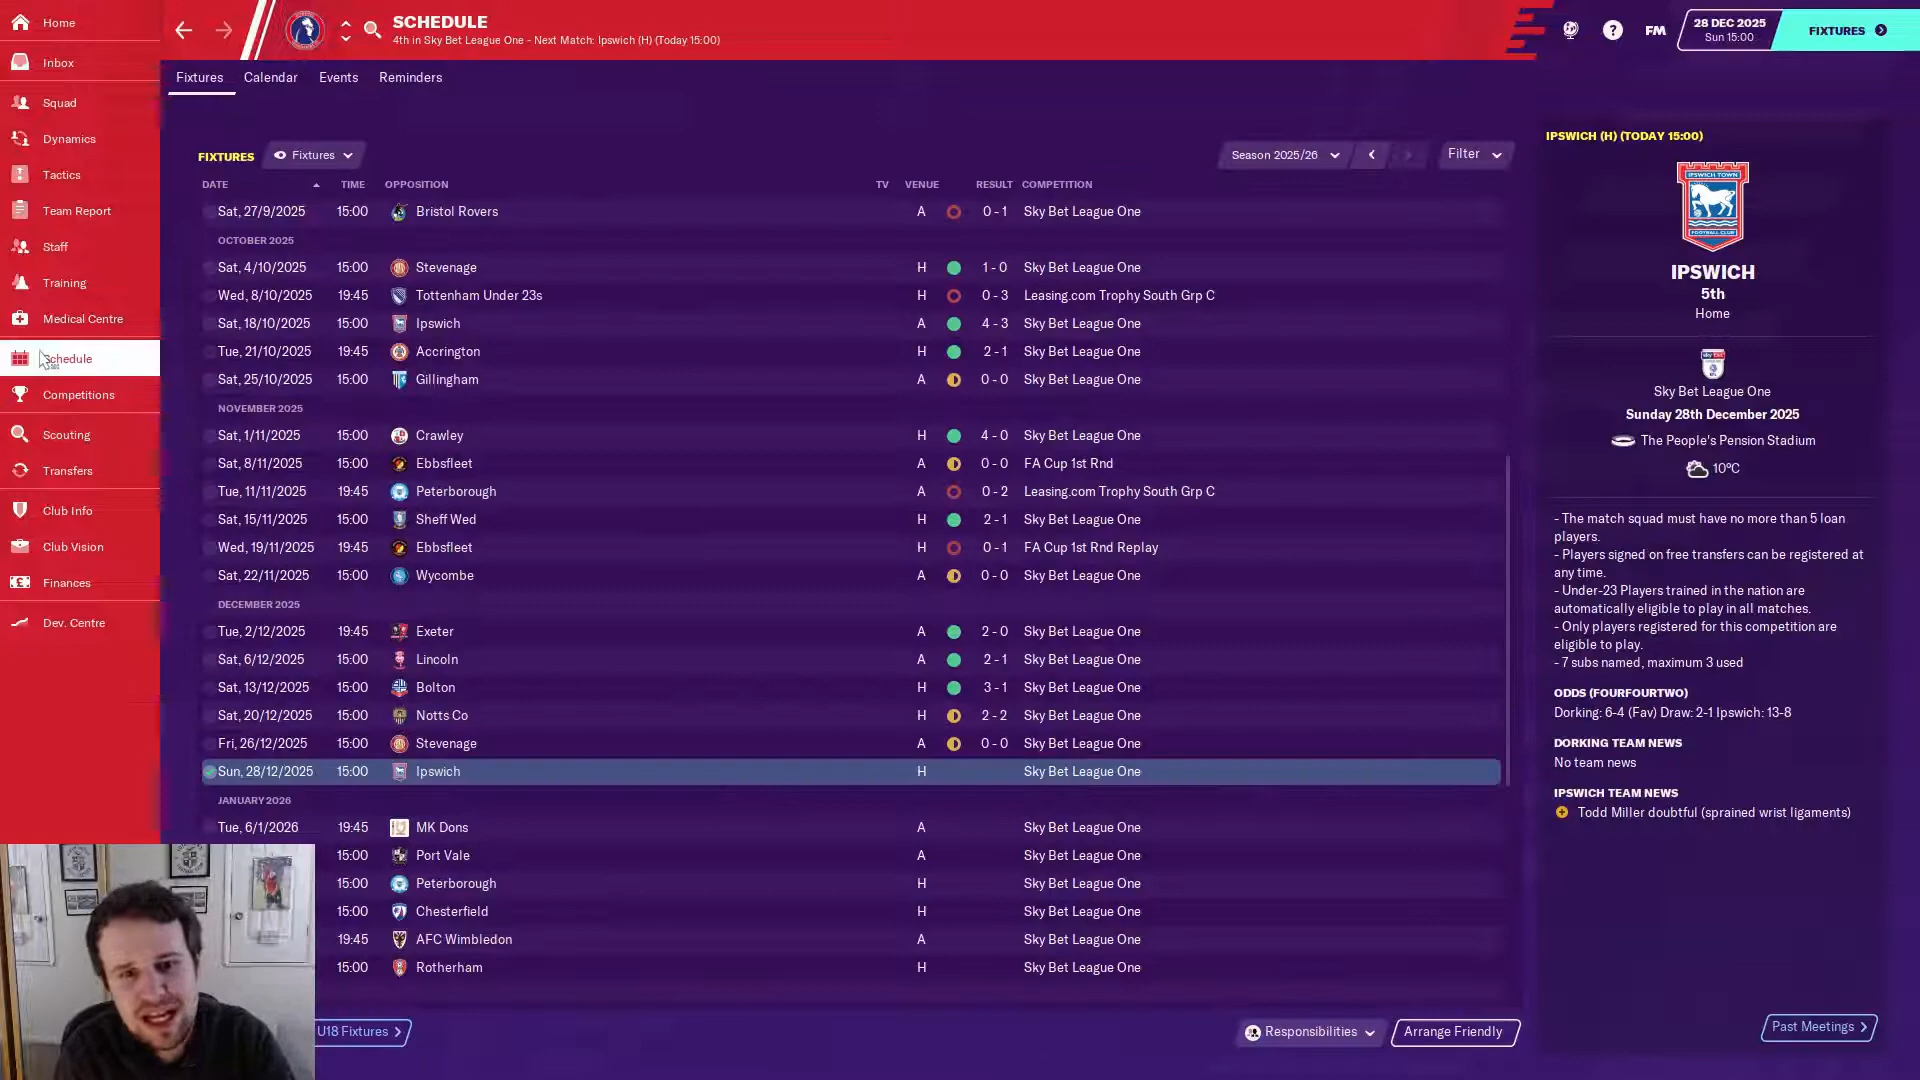 Home
SCHEDULE
4th in Sky Bet League One - Next Match: Ipswich (H) (Today 15:00)
?
FM
28 DEC 2025
Sun 15:00
FIXTURES
Inbox
Squad
Dynamics
Tactics
Team Report
Staff
Training
Medical Centre
Schedule
Competitions
Scouting
Transfers
Club Info
Club Vision
Finances
Dev. Centre
Fixtures Calendar Events Reminders
FIXTURES Fixtures Season 2025/26 Filter
DATE TIME OPPOSITION TV VENUE RESULT COMPETITION
Sat, 27/9/2025 15:00 Bristol Rovers A 0 - 1 Sky Bet League One
OCTOBER 2025
Sat, 4/10/2025 15:00 Stevenage H 1 - 0 Sky Bet League One
Wed, 8/10/2025 19:45 Tottenham Under 23s H 0 - 3 Leasing.com Trophy South Grp C
Sat, 18/10/2025 15:00 Ipswich A 4 - 3 Sky Bet League One
Tue, 21/10/2025 19:45 Accrington H 2 - 1 Sky Bet League One
Sat, 25/10/2025 15:00 Gillingham A 0 - 0 Sky Bet League One
NOVEMBER 2025
Sat, 1/11/2025 15:00 Crawley H 4 - 0 Sky Bet League One
Sat, 8/11/2025 15:00 Ebbsfleet A 0 - 0 FA Cup 1st Rnd
Tue, 11/11/2025 19:45 Peterborough A 0 - 2 Leasing.com Trophy South Grp C
Sat, 15/11/2025 15:00 Sheff Wed H 2 - 1 Sky Bet League One
Wed, 19/11/2025 19:45 Ebbsfleet H 0 - 1 FA Cup 1st Rnd Replay
Sat, 22/11/2025 15:00 Wycombe A 0 - 0 Sky Bet League One
DECEMBER 2025
Tue, 2/12/2025 19:45 Exeter A 2 - 0 Sky Bet League One
Sat, 6/12/2025 15:00 Lincoln A 2 - 1 Sky Bet League One
Sat, 13/12/2025 15:00 Bolton H 3 - 1 Sky Bet League One
Sat, 20/12/2025 15:00 Notts Co H 2 - 2 Sky Bet League One
Fri, 26/12/2025 15:00 Stevenage A 0 - 0 Sky Bet League One
Sun, 28/12/2025 15:00 Ipswich H Sky Bet League One
JANUARY 2026
Tue, 6/1/2026 19:45 MK Dons A Sky Bet League One
15:00 Port Vale A Sky Bet League One
15:00 Peterborough H Sky Bet League One
15:00 Chesterfield H Sky Bet League One
19:45 AFC Wimbledon A Sky Bet League One
15:00 Rotherham H Sky Bet League One
U18 Fixtures Responsibilities Arrange Friendly
IPSWICH (H) (TODAY 15:00)
IPSWICH TOWN
FOOTBALL CLUB
IPSWICH
5th
Home
Sky Bet League One
Sunday 28th December 2025
The People's Pension Stadium
10ºC
- The match squad must have no more than 5 loan
players.
- Players signed on free transfers can be registered at
any time.
- Under-23 Players trained in the nation are
automatically eligible to play in all matches.
- Only players registered for this competition are
eligible to play.
- 7 subs named, maximum 3 used
ODDS (FOURFOURTWO)
Dorking: 6-4 (Fav) Draw: 2-1 Ipswich: 13-8
DORKING TEAM NEWS
No team news
IPSWICH TEAM NEWS
Todd Miller doubtful (sprained wrist ligaments)
Past Meetings